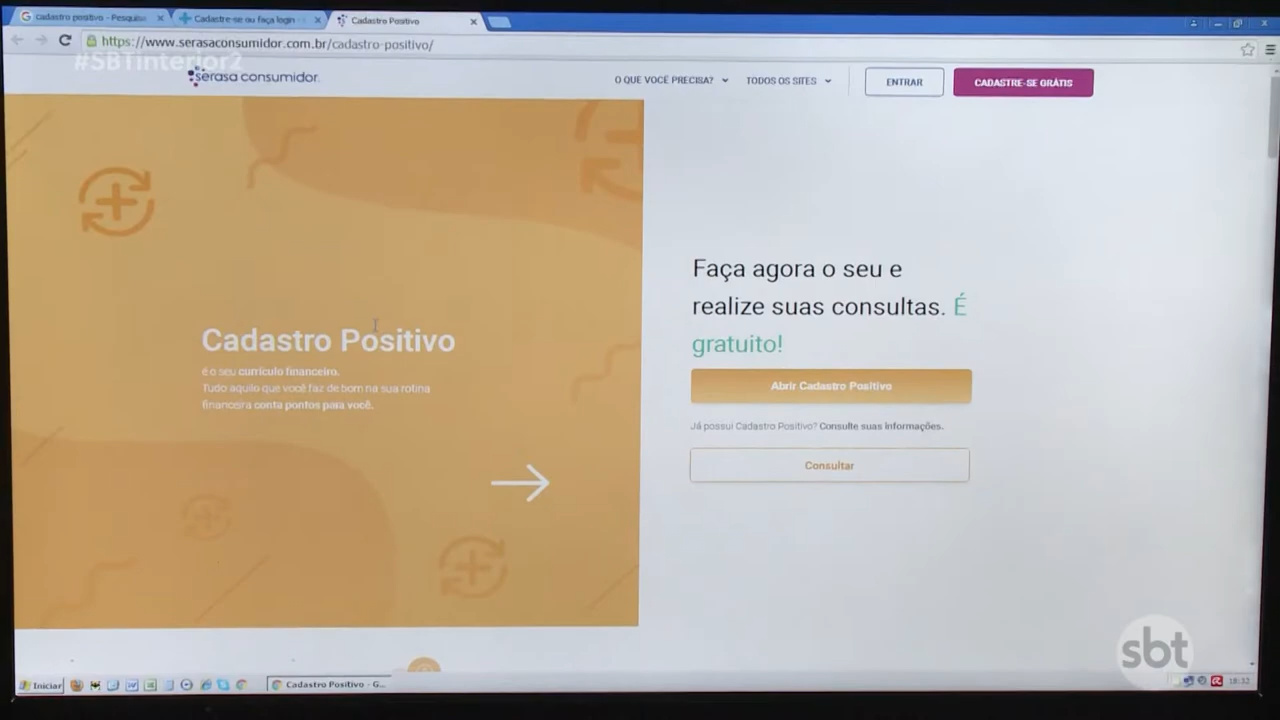 cadastro positivo - Pesquisa
Cadastre-se ou faça login
Cadastro Positivo
https://www.serasaconsumidor.com.br/cadastro-positivo/
#SBTinterior2
serasa consumidor.
O QUE VOCÊ PRECISA?
TODOS OS SITES
ENTRAR
CADASTRE-SE GRÁTIS
Cadastro Positivo
é o seu currículo financeiro.
Tudo aquilo que você faz de bom na sua rotina
financeira conta pontos para você.
Faça agora o seu e
realize suas consultas. É
gratuito!
Abrir Cadastro Positivo
Já possui Cadastro Positivo? Consulte suas informações.
Consultar
sbt
Iniciar
Cadastro Positivo - G...
18:32